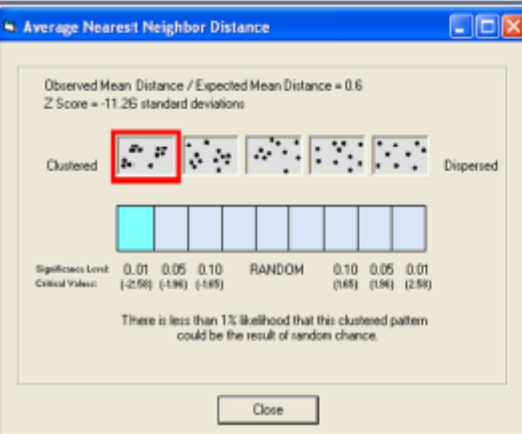 Average Nearest Neighbor Distance
Observed Mean Distance / Expected Mean Distance = 0.6
Z Score = -11.26 standard deviations
Clustered
Dispersed
Significance Level: 0.01 0.05 0.10 RANDOM 0.10 0.05 0.01
Critical Values: (-2.58) (-1.96) (-1.65) (1.65) (1.96) (2.58)
There is less than 1% likelihood that this clustered pattern
could be the result of random chance.
Close